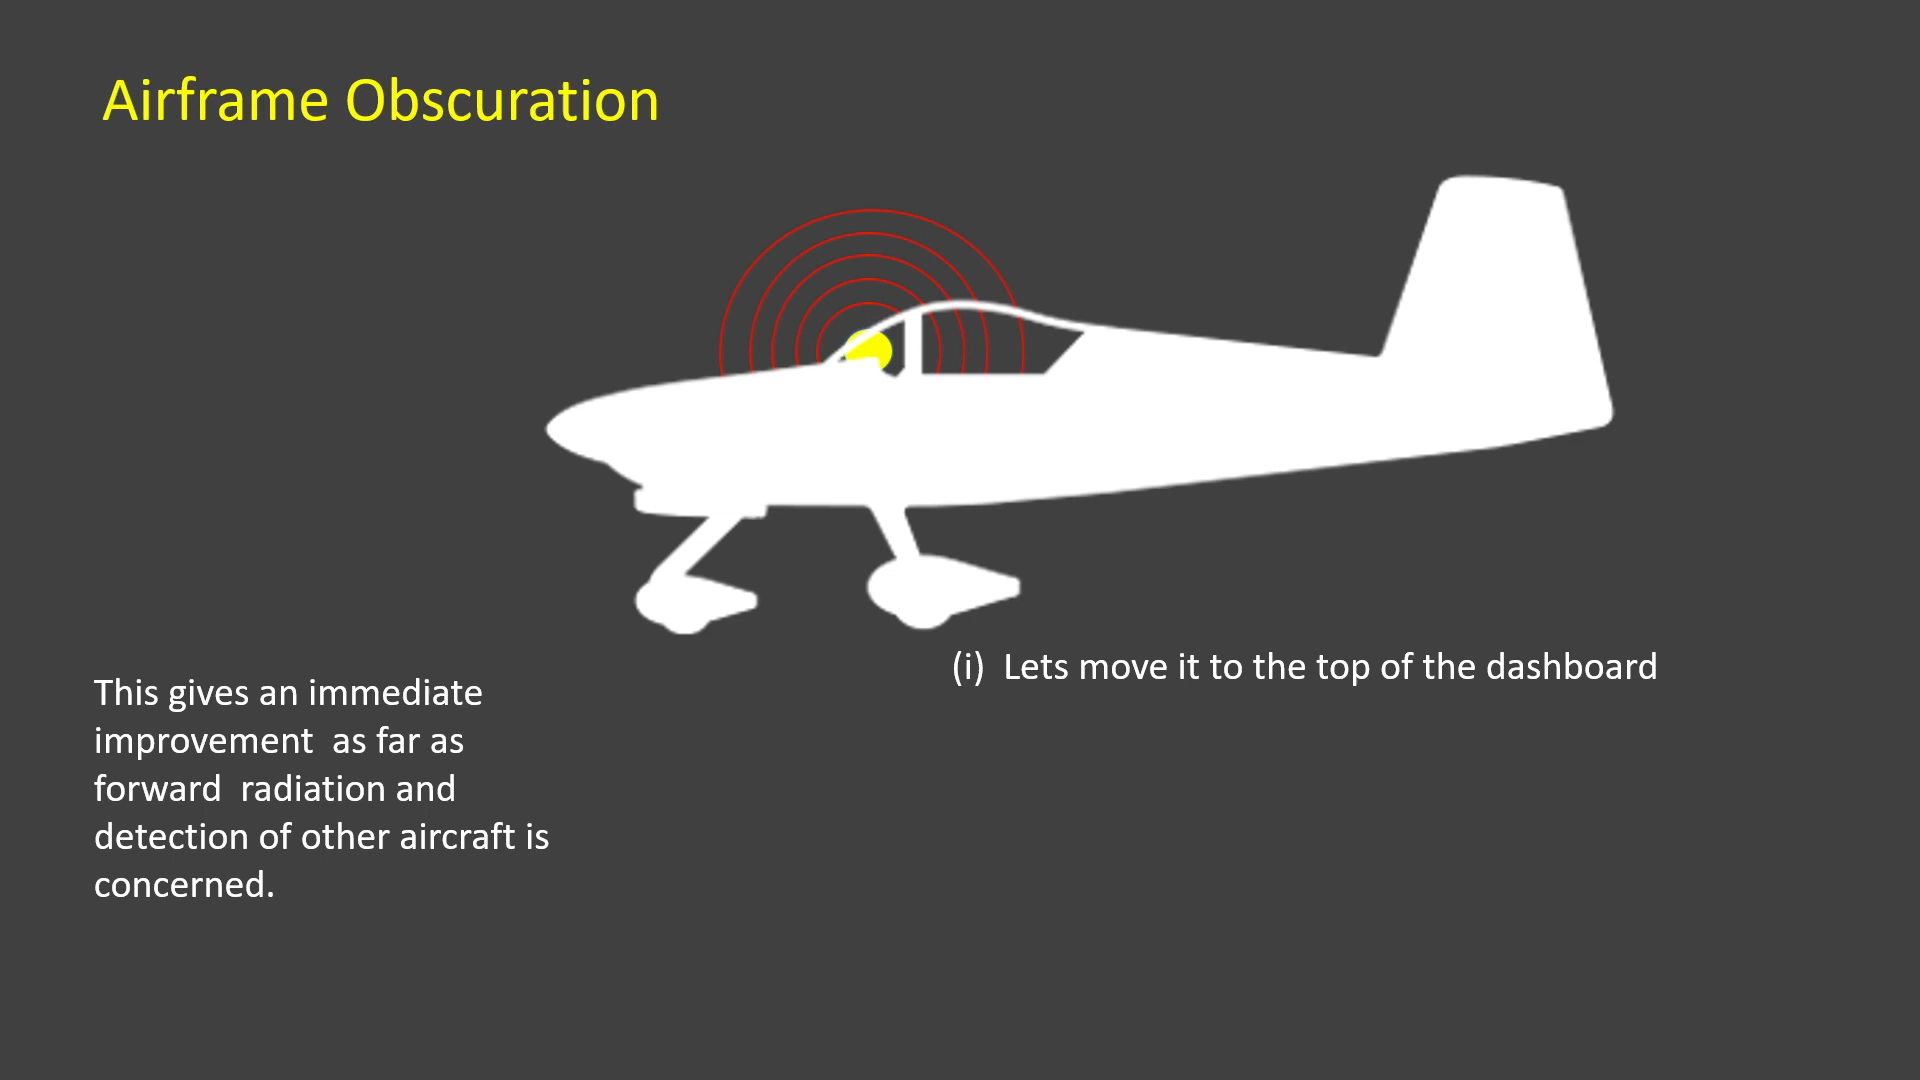 Airframe Obscuration
(i)  Lets move it to the top of the dashboard
This gives an immediate
improvement  as far as
forward  radiation and
detection of other aircraft is
concerned.